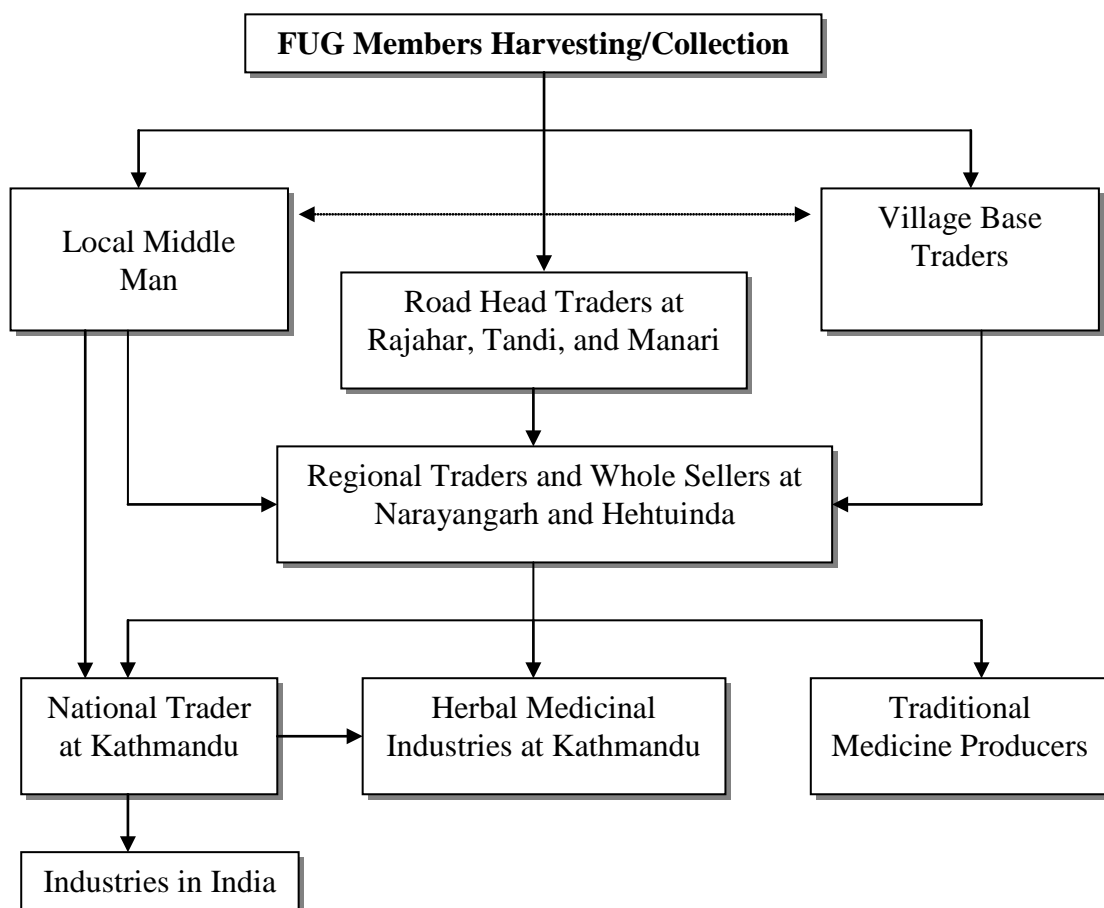 FUG Members Harvesting/Collection
Local Middle
Man
Village Base
Traders
Road Head Traders at
Rajahar, Tandi, and Manari
Regional Traders and Whole Sellers at
Narayangarh and Hehtuinda
National Trader
at Kathmandu
Herbal Medicinal
Industries at Kathmandu
Traditional
Medicine Producers
Industries in India